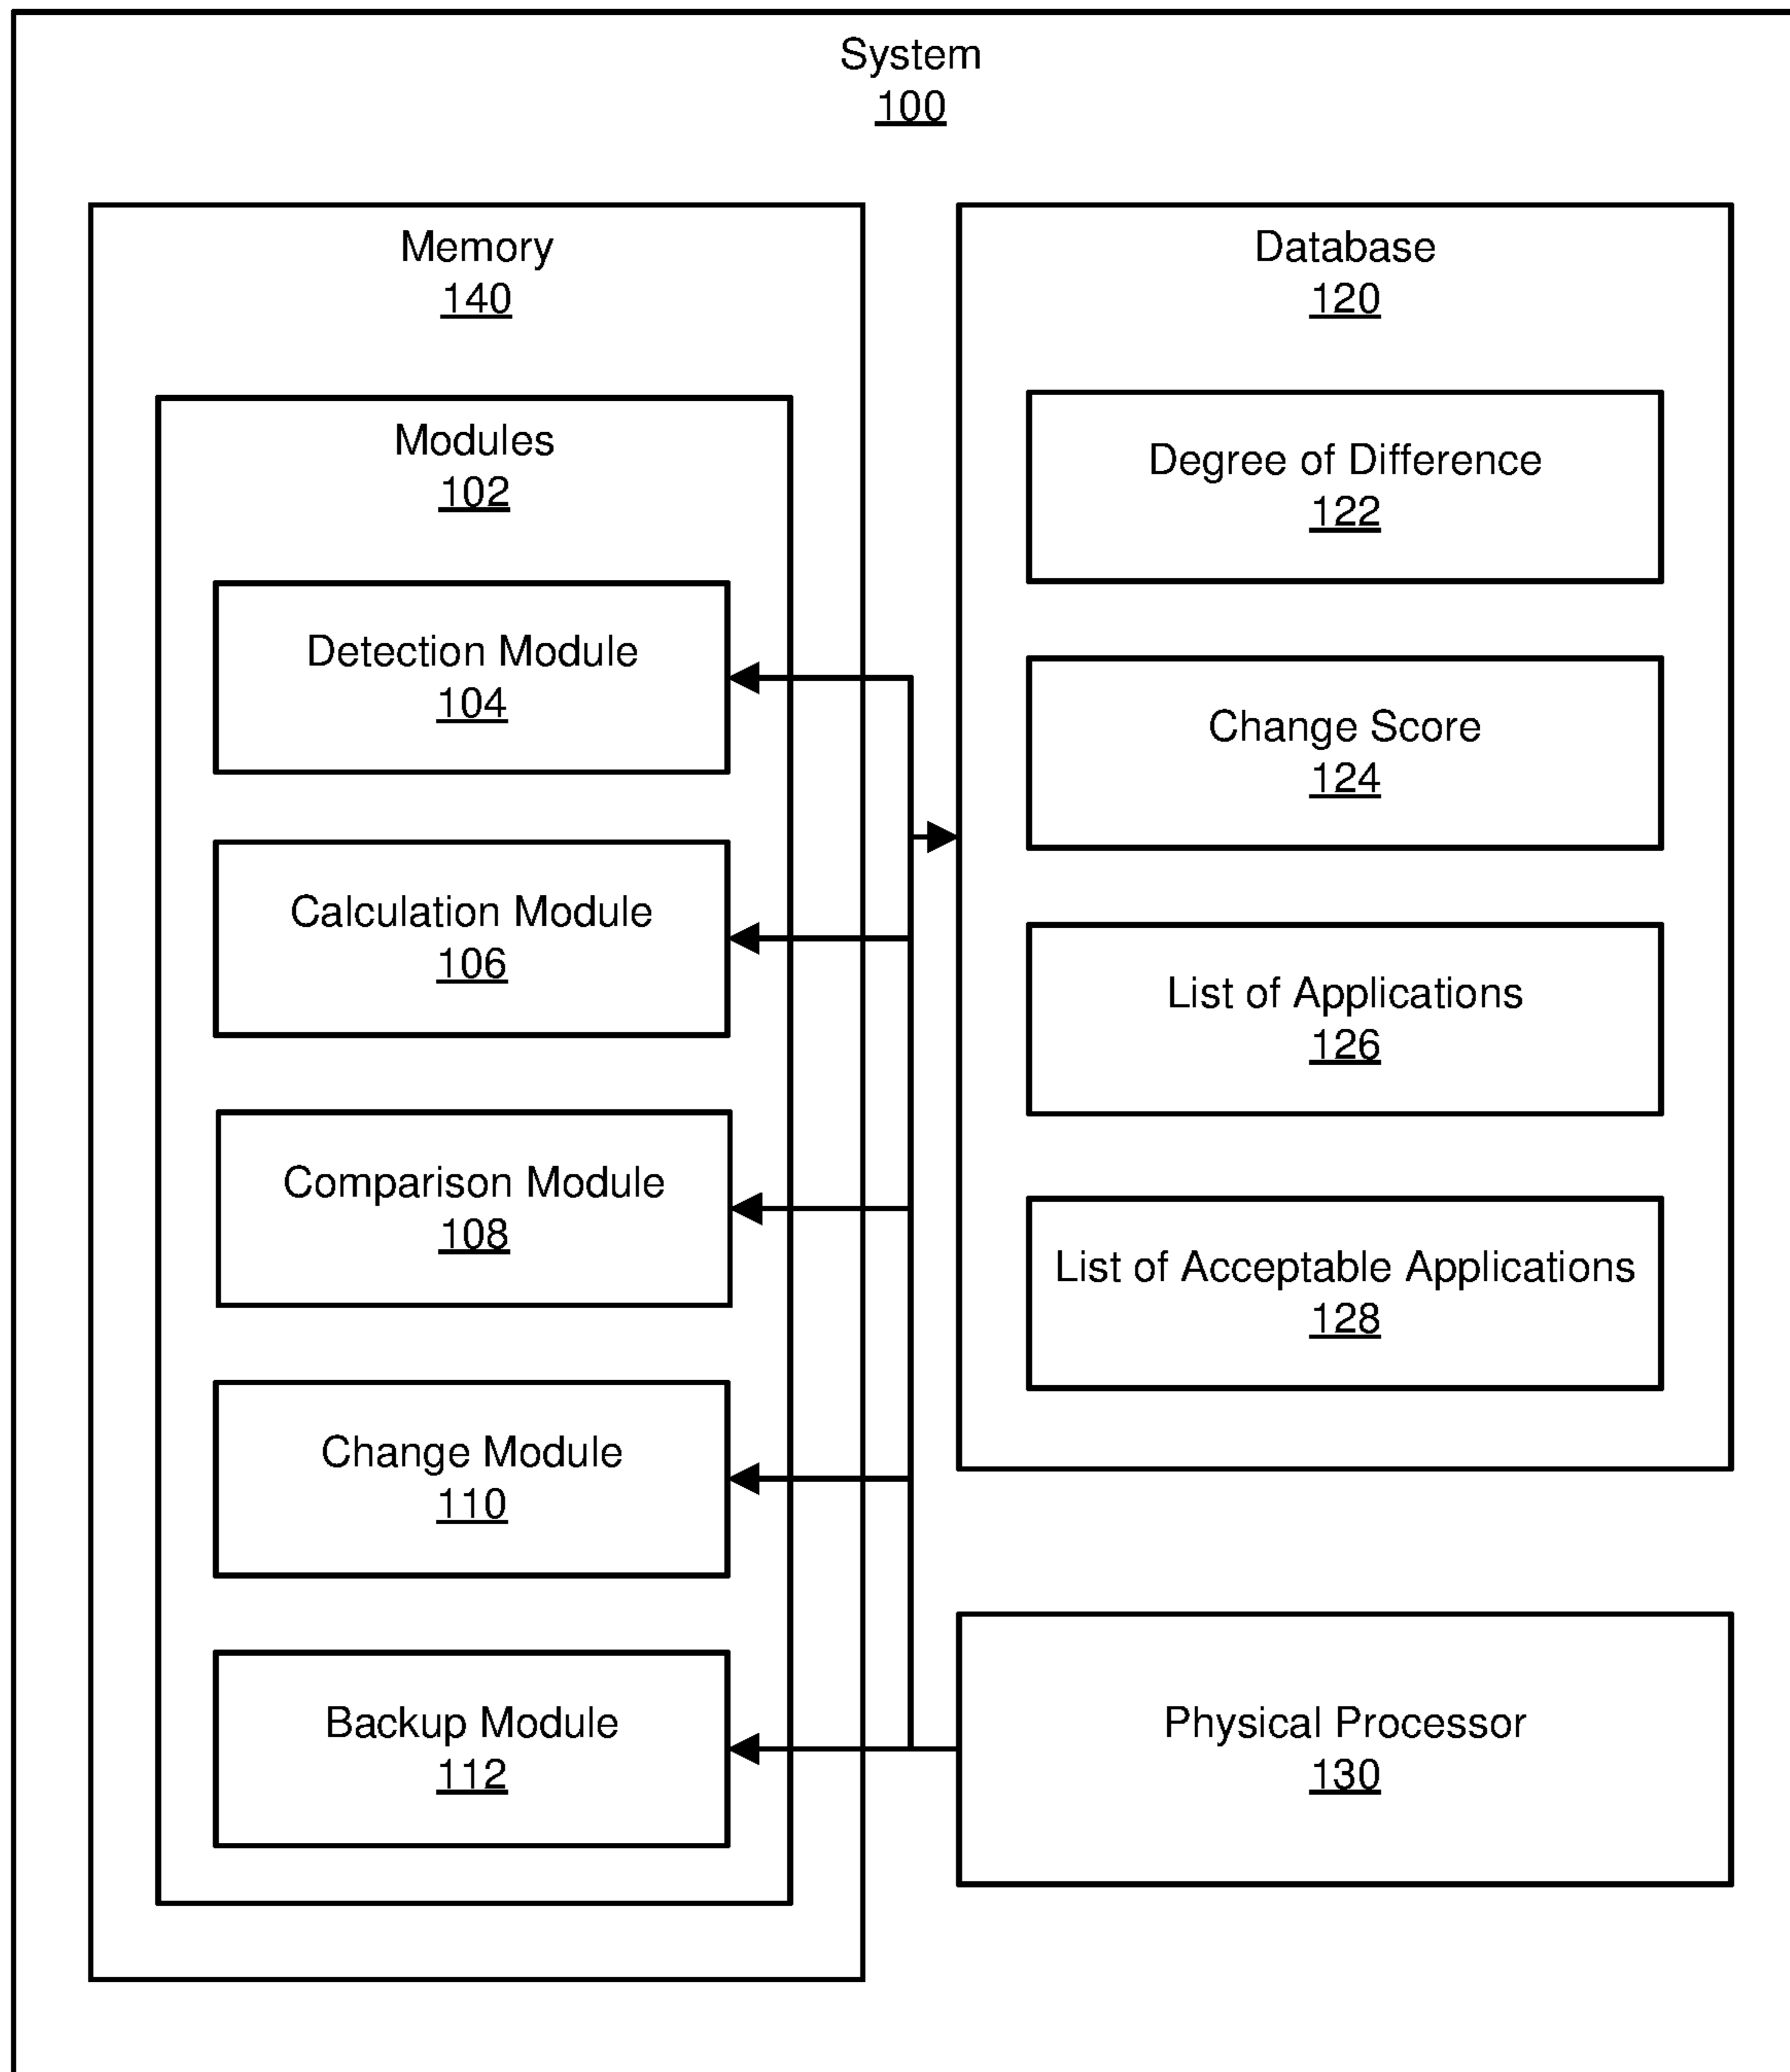 System
100
Memory
140
Modules
102
Detection Module
104
Calculation Module
106
Comparison Module
108
Change Module
110
Backup Module
112
Database
120
Degree of Difference
122
Change Score
124
List of Applications
126
List of Acceptable Applications
128
Physical Processor
130